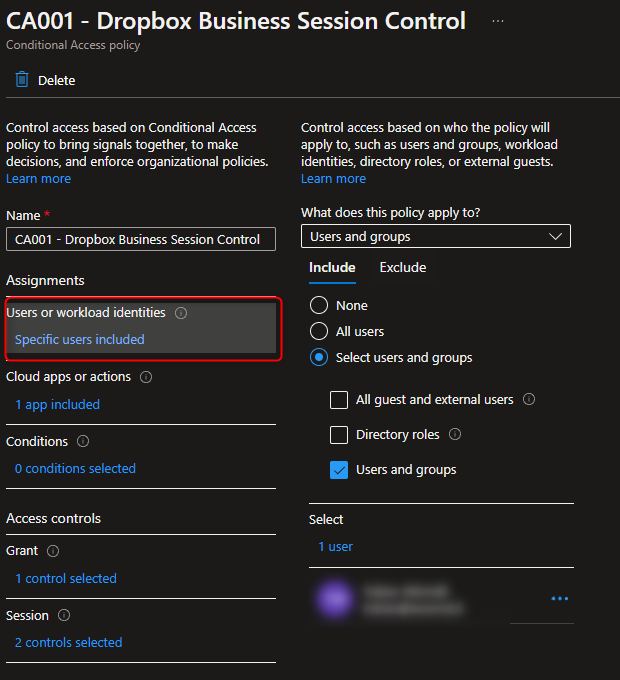 CA001 - Dropbox Business Session Control
...
Conditional Access policy
Delete
Control access based on Conditional Access
policy to bring signals together, to make
decisions, and enforce organizational policies.
Learn more
Name *
CA001 - Dropbox Business Session Control
Assignments
Users or workload identities
Specific users included
Cloud apps or actions
1 app included
Conditions
0 conditions selected
Access controls
Grant
1 control selected
Session
2 controls selected
Control access based on who the policy will
apply to, such as users and groups, workload
identities, directory roles, or external guests.
Learn more
What does this policy apply to?
Users and groups
Include Exclude
None
All users
Select users and groups
All guest and external users
Directory roles
Users and groups
Select
1 user